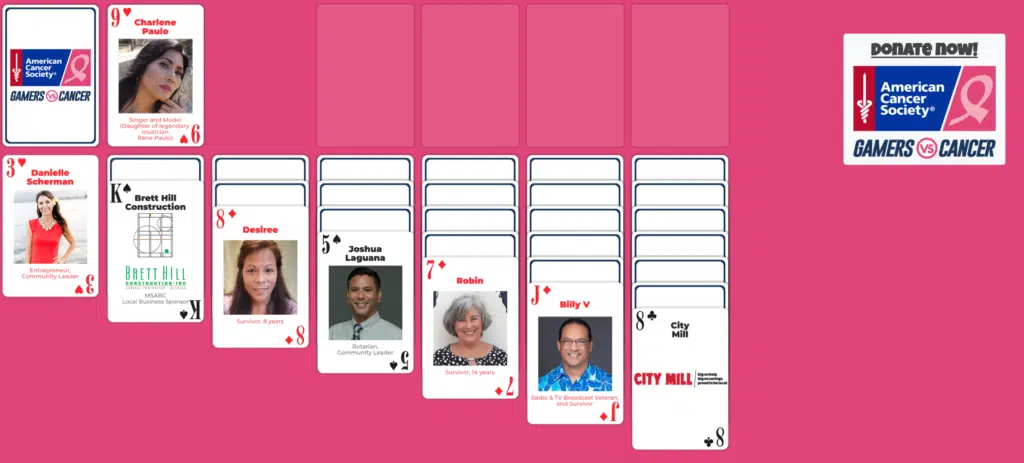 American
Cancer
Society®
GAMERS VS CANCER
9
Charlene
Paulo
Singer and Model
(Daughter of legendary
musician
Rene Paulo)
9
DONATE NOW!
American
Cancer
Society®
GAMERS VS CANCER
3
Danielle
Scherman
Entrepreneur,
Community Leader
3
K
Brett Hill
Construction
BRETT HILL
CONSTRUCTION, INC
MSABC
Local Business Sponsor
K
8
Desiree
Survivor, 8 years
8
5
Joshua
Laguana
Rotarian,
Community Leader
5
7
Robin
Survivor, 14 years
7
J
Billy V
Radio & TV Broadcast Veteran,
and Survivor
J
8
City
Mill
CITY MILL
8